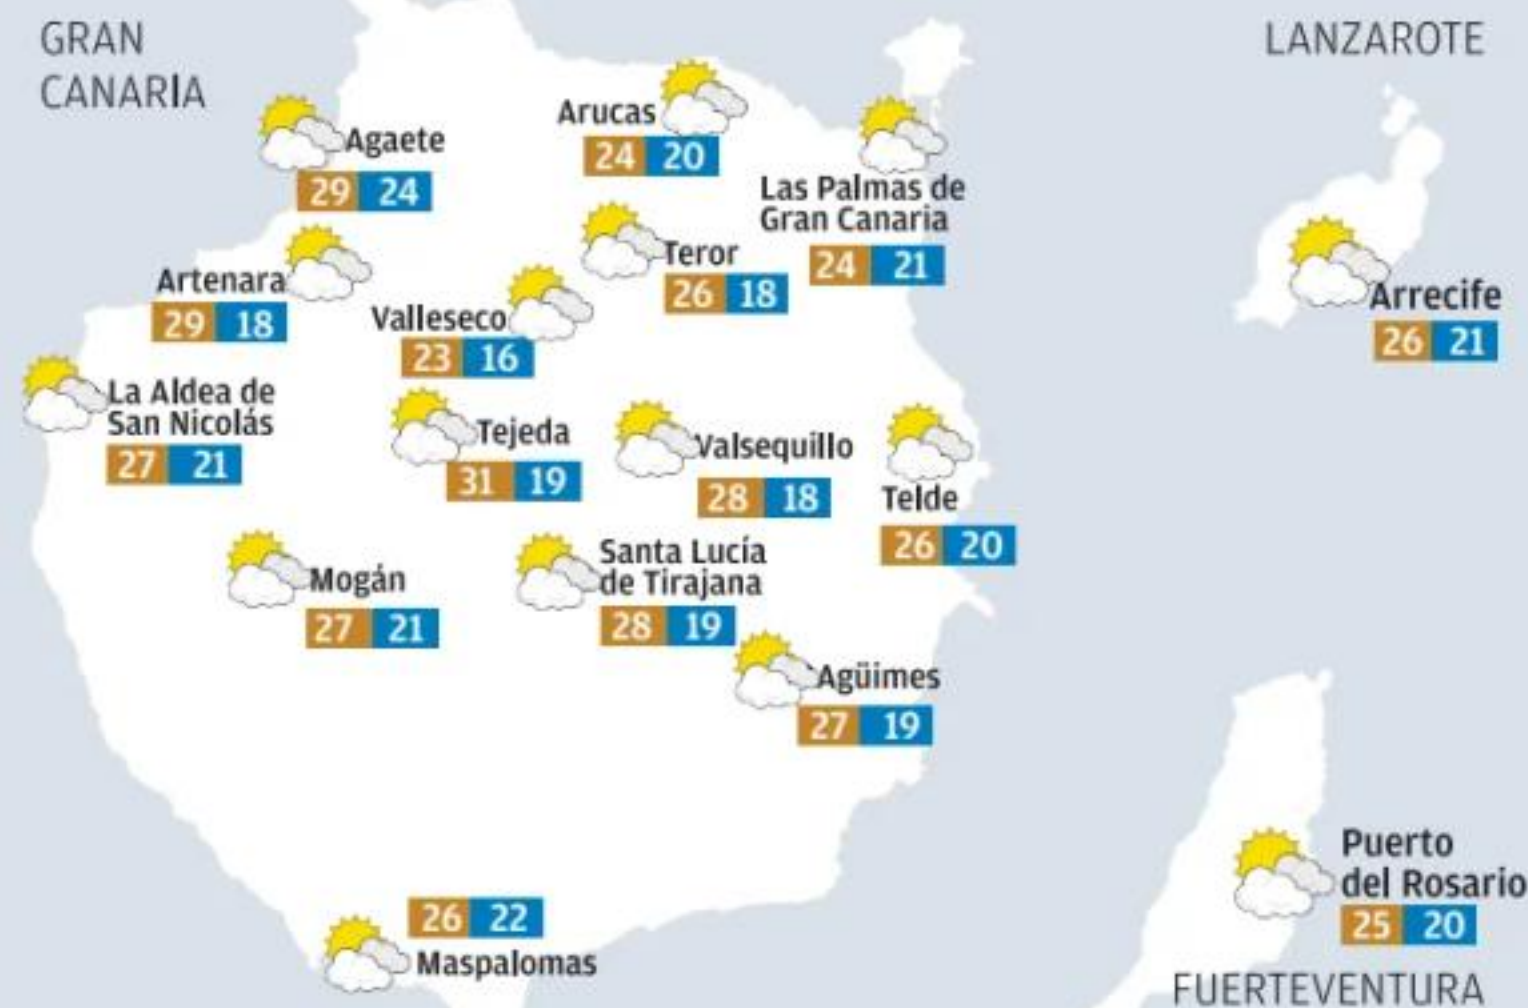 GRAN
CANARIA
LANZAROTE
Arucas
24 20
Agaete
29 24
Las Palmas de
Gran Canaria
24 21
Teror
26 18
Artenara
29 18
Valleseco
23 16
Arrecife
26 21
La Aldea de
San Nicolás
27 21
Tejeda
31 19
Valsequillo
28 18
Telde
26 20
Mogán
27 21
Santa Lucía
de Tirajana
28 19
Agüimes
27 19
Puerto
del Rosario
25 20
26 22
Maspalomas
FUERTEVENTURA